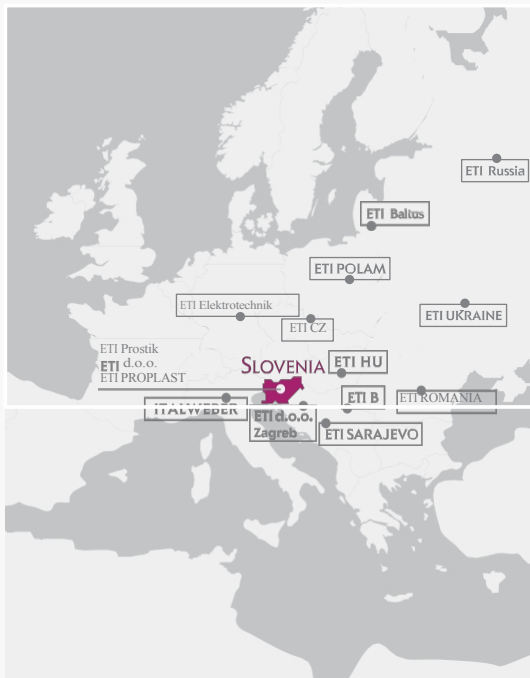 ETI Russia
ETI Baltus
ETI POLAM
ETI Elektrotechnik
ETI CZ
ETI UKRAINE
ETI Prostik
ETI d.o.o.
ETI PROPLAST
SLOVENIA
ETI HU
ETI B
ETI ROMANIA
ITALWEBER
ETI d.o.o.
Zagreb
ETI SARAJEVO